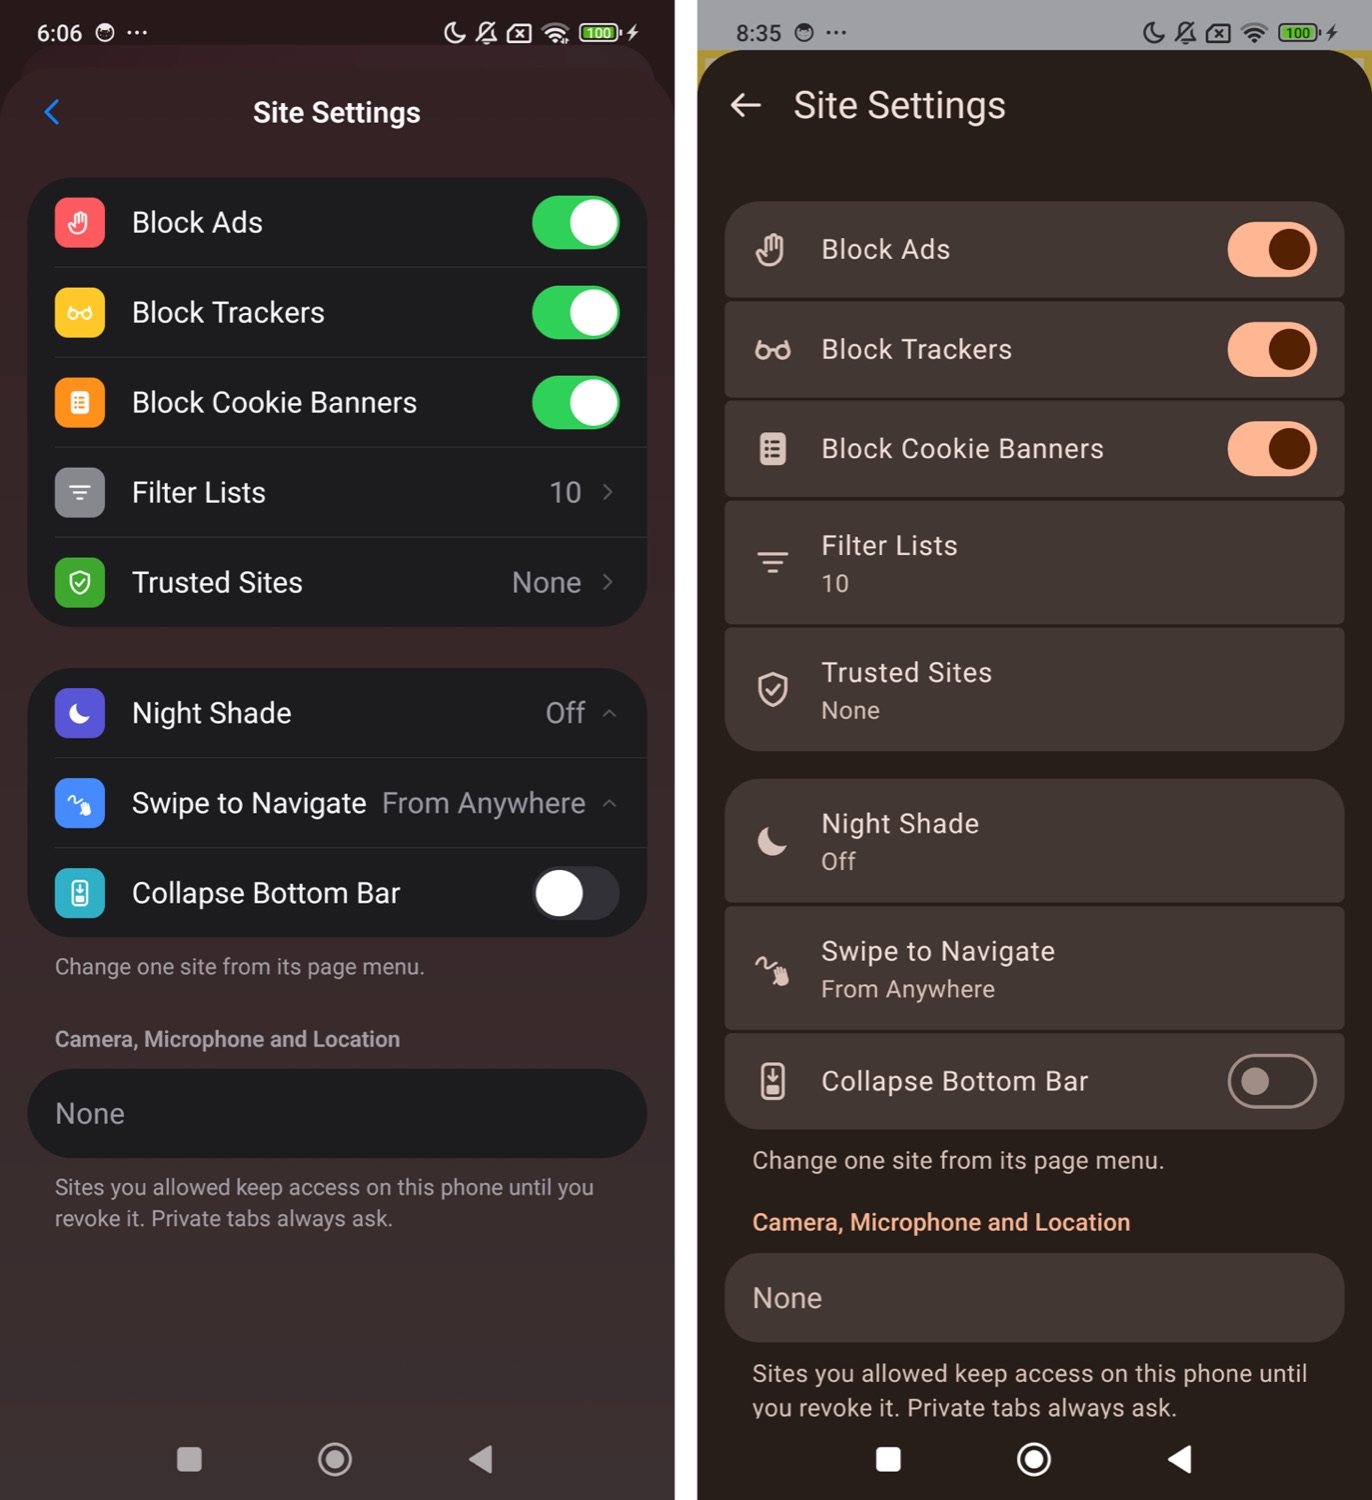 6:06
100
Site Settings
Block Ads
Block Trackers
Block Cookie Banners
Filter Lists 10
Trusted Sites None
Night Shade Off
Swipe to Navigate From Anywhere
Collapse Bottom Bar
Change one site from its page menu.
Camera, Microphone and Location
None
Sites you allowed keep access on this phone until you
revoke it. Private tabs always ask.
8:35
100
Site Settings
Block Ads
Block Trackers
Block Cookie Banners
Filter Lists
10
Trusted Sites
None
Night Shade
Off
Swipe to Navigate
From Anywhere
Collapse Bottom Bar
Change one site from its page menu.
Camera, Microphone and Location
None
Sites you allowed keep access on this phone until
you revoke it. Private tabs always ask.